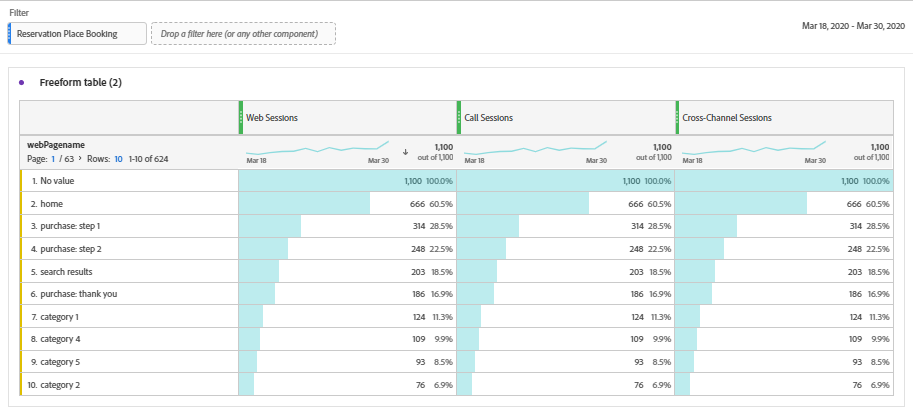 Filter
Reservation Place Booking
Drop a filter here (or any other component)
Mar 18, 2020 - Mar 30, 2020
Freeform table (2)
Web Sessions Call Sessions Cross-Channel Sessions
webPagename
Page: 1 / 63 > Rows: 10 1-10 of 624
Mar 18 Mar 30 ↓ 1,100 out of 1,100
Mar 18 Mar 30 1,100 out of 1,100
Mar 18 Mar 30 1,100 out of 1,100
1. No value 1,100 100.0% 1,100 100.0% 1,100 100.0%
2. home 666 60.5% 666 60.5% 666 60.5%
3. purchase: step 1 314 28.5% 314 28.5% 314 28.5%
4. purchase: step 2 248 22.5% 248 22.5% 248 22.5%
5. search results 203 18.5% 203 18.5% 203 18.5%
6. purchase: thank you 186 16.9% 186 16.9% 186 16.9%
7. category 1 124 11.3% 124 11.3% 124 11.3%
8. category 4 109 9.9% 109 9.9% 109 9.9%
9. category 5 93 8.5% 93 8.5% 93 8.5%
10. category 2 76 6.9% 76 6.9% 76 6.9%